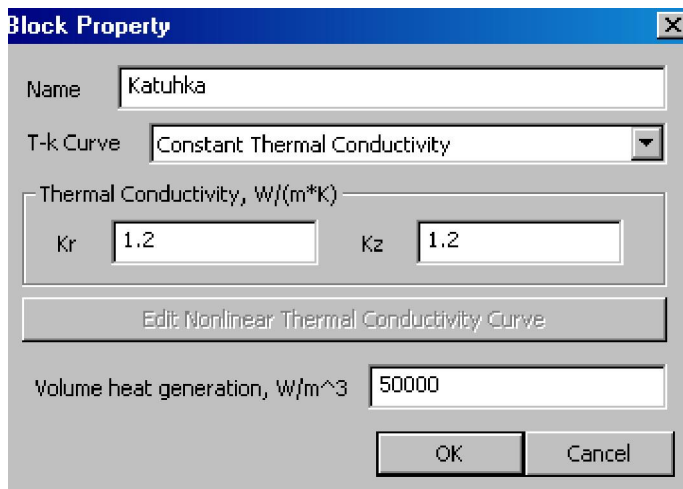 Block Property
Name Katuhka
T-k Curve Constant Thermal Conductivity
Thermal Conductivity, W/(m*K)
Kr 1.2 Kz 1.2
Edit Nonlinear Thermal Conductivity Curve
Volume heat generation, W/m^3 50000
OK Cancel